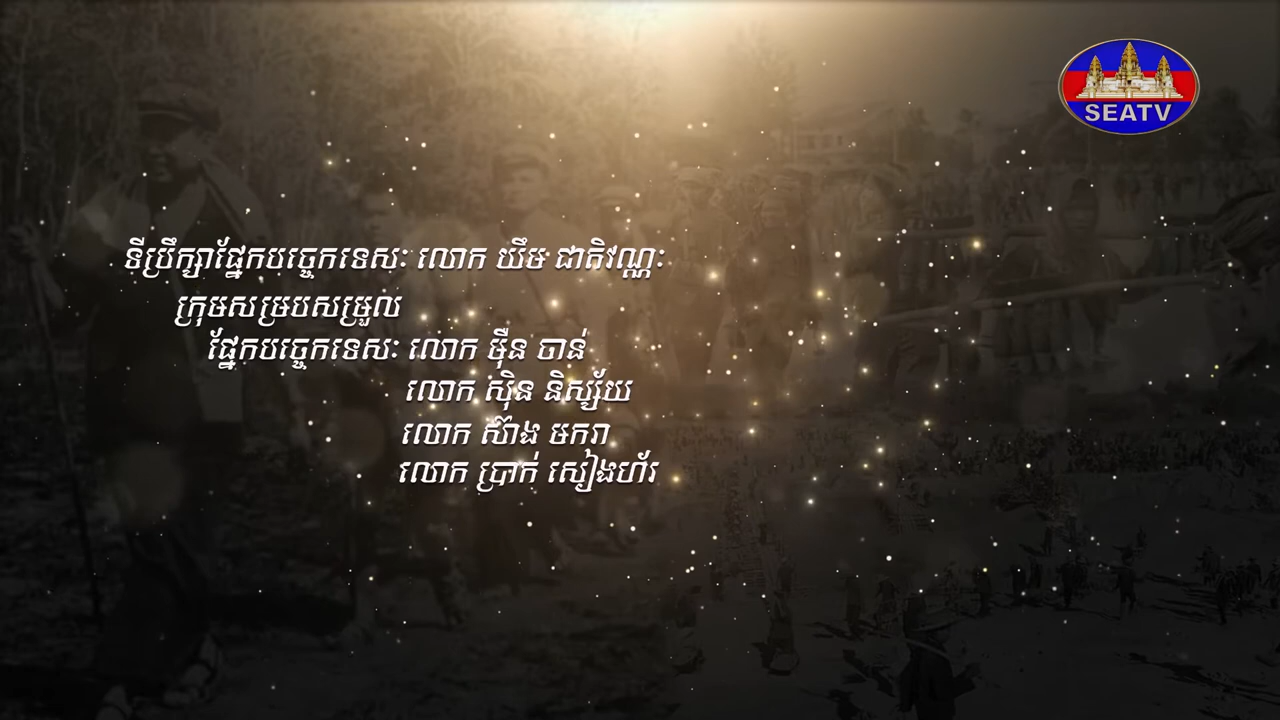 ទីប្រឹក្សាផ្នែកបច្ចេកទេសៈ លោក ឃឹម ជាតិវណ្ណៈ
ក្រុមសម្របសម្រួល
ផ្នែកបច្ចេកទេសៈ លោក ម៉ឺន ចាន់
លោក ស៊ិន និស្ស័យ
លោក ស៊ាង មករា
លោក ប្រាក់ សៀងហ័រ
SEATV